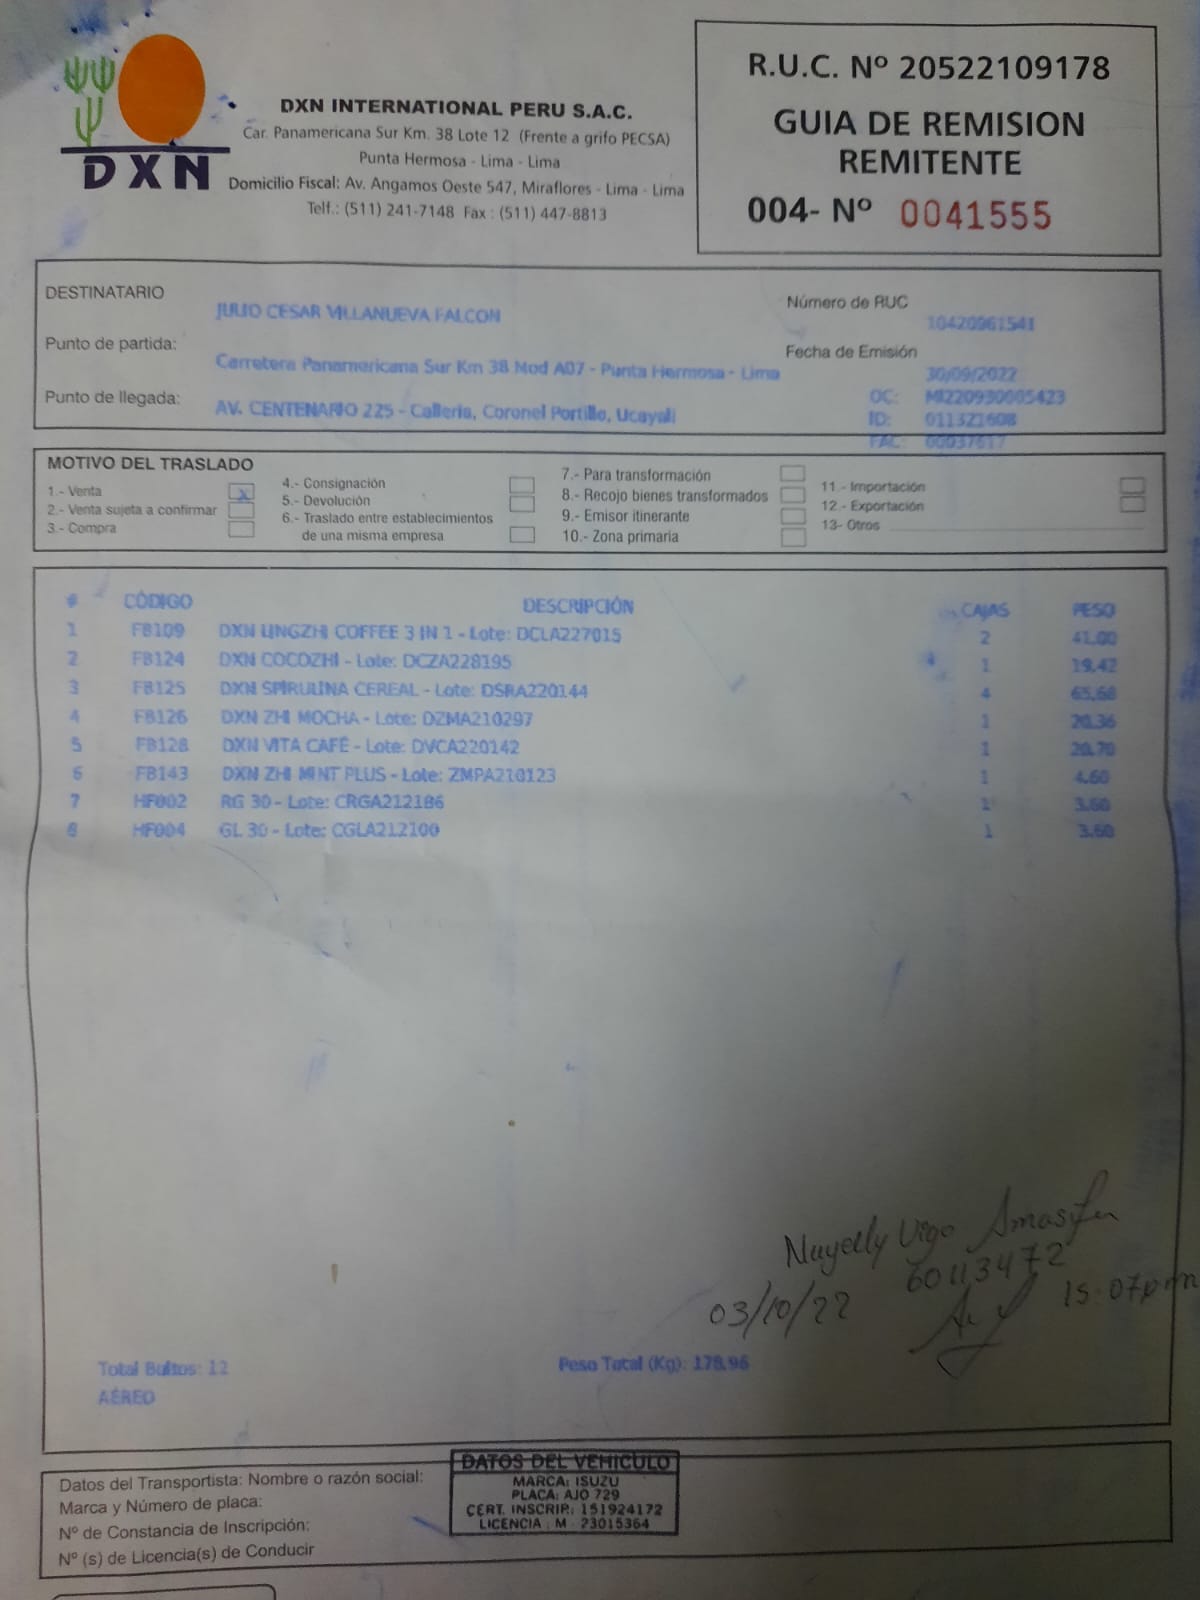 DXN
DXN INTERNATIONAL PERU S.A.C.
Car. Panamericana Sur Km. 38 Lote 12 (Frente a grifo PECSA)
Punta Hermosa - Lima - Lima
Domicilio Fiscal: Av. Angamos Oeste 547, Miraflores - Lima - Lima
Telf.: (511) 241-7148 Fax : (511) 447-8813
R.U.C. Nº 20522109178
GUIA DE REMISION
REMITENTE
004- Nº 0041555
DESTINATARIO
JULIO CESAR VILLANUEVA FALCON
Número de RUC
10420961541
Punto de partida:
Carretera Panamericana Sur Km 38 Mod A07 - Punta Hermosa - Lima
Fecha de Emisión
30/09/2022
Punto de llegada:
AV. CENTENARIO 225 - Calleria, Coronel Portillo, Ucayali
OC: MI220930005423
ID: 011321608
FAC: 00037617
MOTIVO DEL TRASLADO
1.- Venta X
2.- Venta sujeta a confirmar
3.- Compra
4.- Consignación
5.- Devolución
6.- Traslado entre establecimientos
de una misma empresa
7.- Para transformación
8.- Recojo bienes transformados
9.- Emisor itinerante
10.- Zona primaria
11.- Importación
12.- Exportación
13- Otros
# CÓDIGO DESCRIPCIÓN CAJAS PESO
1 FB109 DXN LINGZHI COFFEE 3 IN 1 - Lote: DCLA227015 2 41.00
2 FB124 DXN COCOZHI - Lote: DCZA228195 1 19.42
3 FB125 DXN SPIRULINA CEREAL - Lote: DSRA220144 4 65.68
4 FB126 DXN ZHI MOCHA - Lote: DZMA210297 1 20.36
5 FB128 DXN VITA CAFÉ - Lote: DVCA220142 1 20.70
6 FB143 DXN ZHI MINT PLUS - Lote: ZMPA210123 1 4.60
7 HF002 RG 30 - Lote: CRGA212186 1 3.60
8 HF004 GL 30 - Lote: CGLA212100 1 3.60
Nayelly Vigo Amasifen
60113472
03/10/22 15:07pm
Total Bultos: 12
Peso Total (Kg): 178.96
AÉREO
Datos del Transportista: Nombre o razón social:
Marca y Número de placa:
Nº de Constancia de Inscripción:
Nº (s) de Licencia(s) de Conducir
DATOS DEL VEHICULO
MARCA: ISUZU
PLACA: AJO 729
CERT. INSCRIP.: 151924172
LICENCIA : M - 23015364